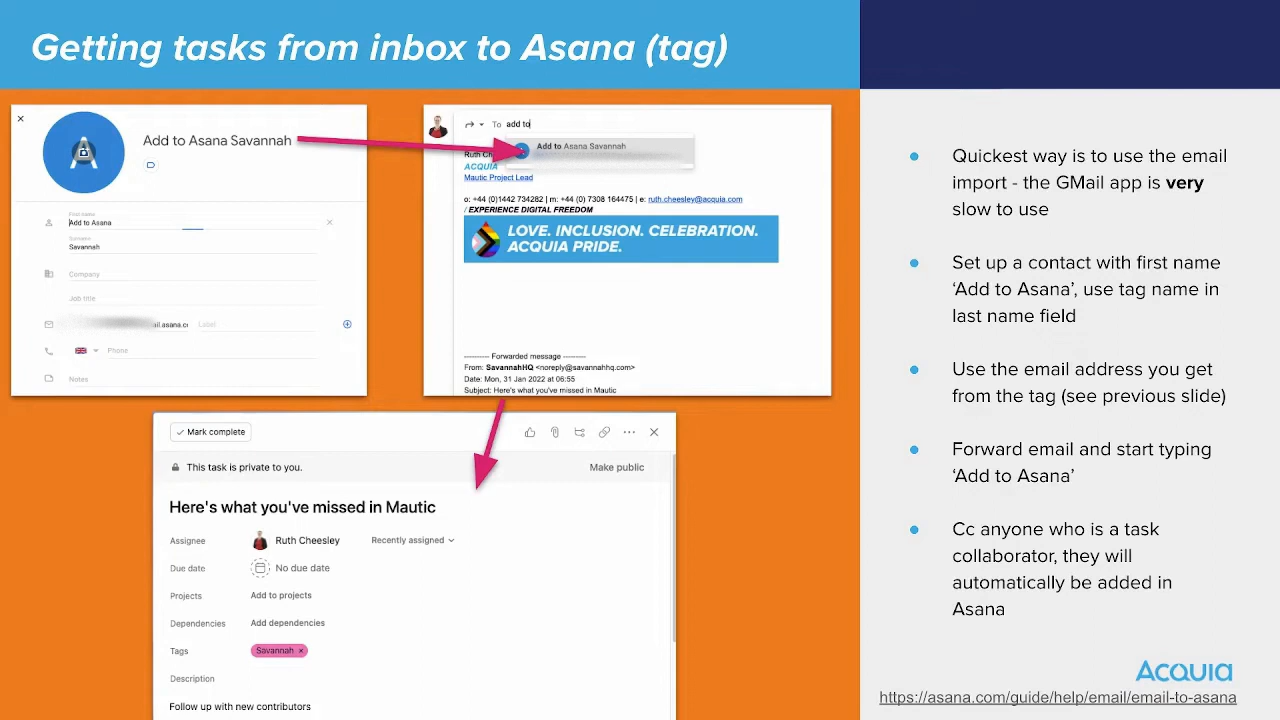 Getting tasks from inbox to Asana (tag)
Add to Asana Savannah
First name
Add to Asana
Surname
Savannah
Company
Job title
Label
Phone
Notes
To add to
Add to Asana Savannah
ACQUIA
Mautic Project Lead
o: +44 (0)1442 734282 | m: +44 (0) 7308 164475 | e: ruth.cheesley@acquia.com
/ EXPERIENCE DIGITAL FREEDOM
LOVE. INCLUSION. CELEBRATION.
ACQUIA PRIDE.
---------- Forwarded message ---------
From: SavannahHQ <noreply@savannahhq.com>
Date: Mon, 31 Jan 2022 at 06:55
Subject: Here's what you've missed in Mautic
Mark complete
This task is private to you. Make public
Here's what you've missed in Mautic
Assignee Ruth Cheesley Recently assigned
Due date No due date
Projects Add to projects
Dependencies Add dependencies
Tags Savannah ×
Description
Follow up with new contributors
Quickest way is to use the email
import - the GMail app is very
slow to use
Set up a contact with first name
‘Add to Asana’, use tag name in
last name field
Use the email address you get
from the tag (see previous slide)
Forward email and start typing
‘Add to Asana’
Cc anyone who is a task
collaborator, they will
automatically be added in
Asana
Acquia
https://asana.com/guide/help/email/email-to-asana